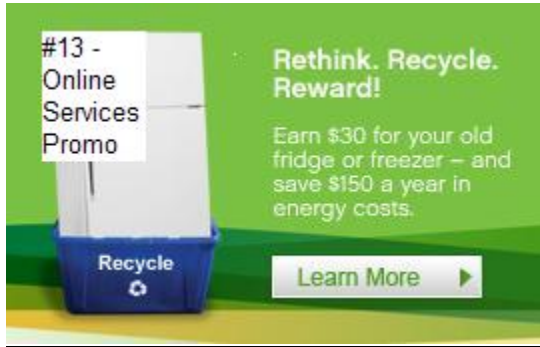 #13 -
Online
Services
Promo
Rethink. Recycle.
Reward!
Earn $30 for your old
fridge or freezer – and
save $150 a year in
energy costs.
Recycle
Learn More